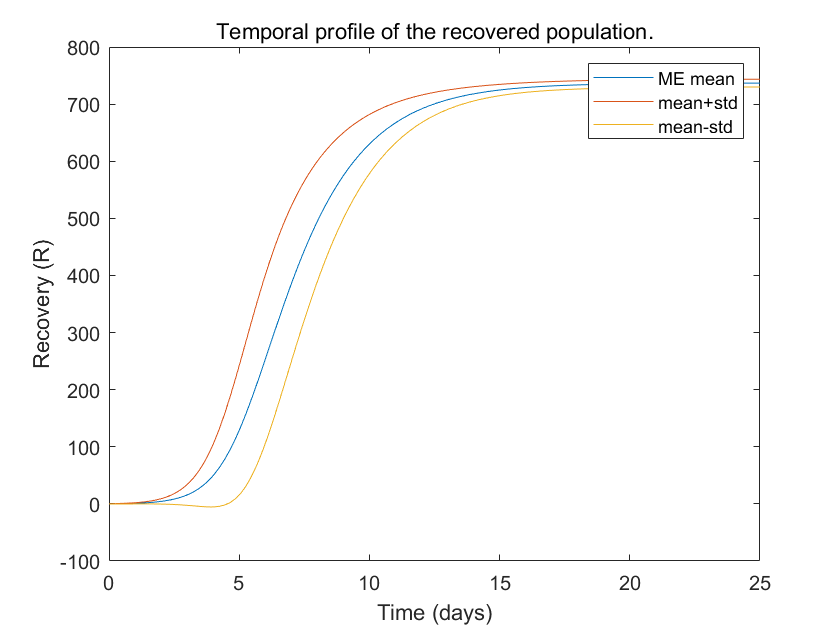 Temporal profile of the recovered population.
800
700
600
500
400
300
200
100
0
-100
Recovery (R)
ME mean
mean+std
mean-std
0 5 10 15 20 25
Time (days)